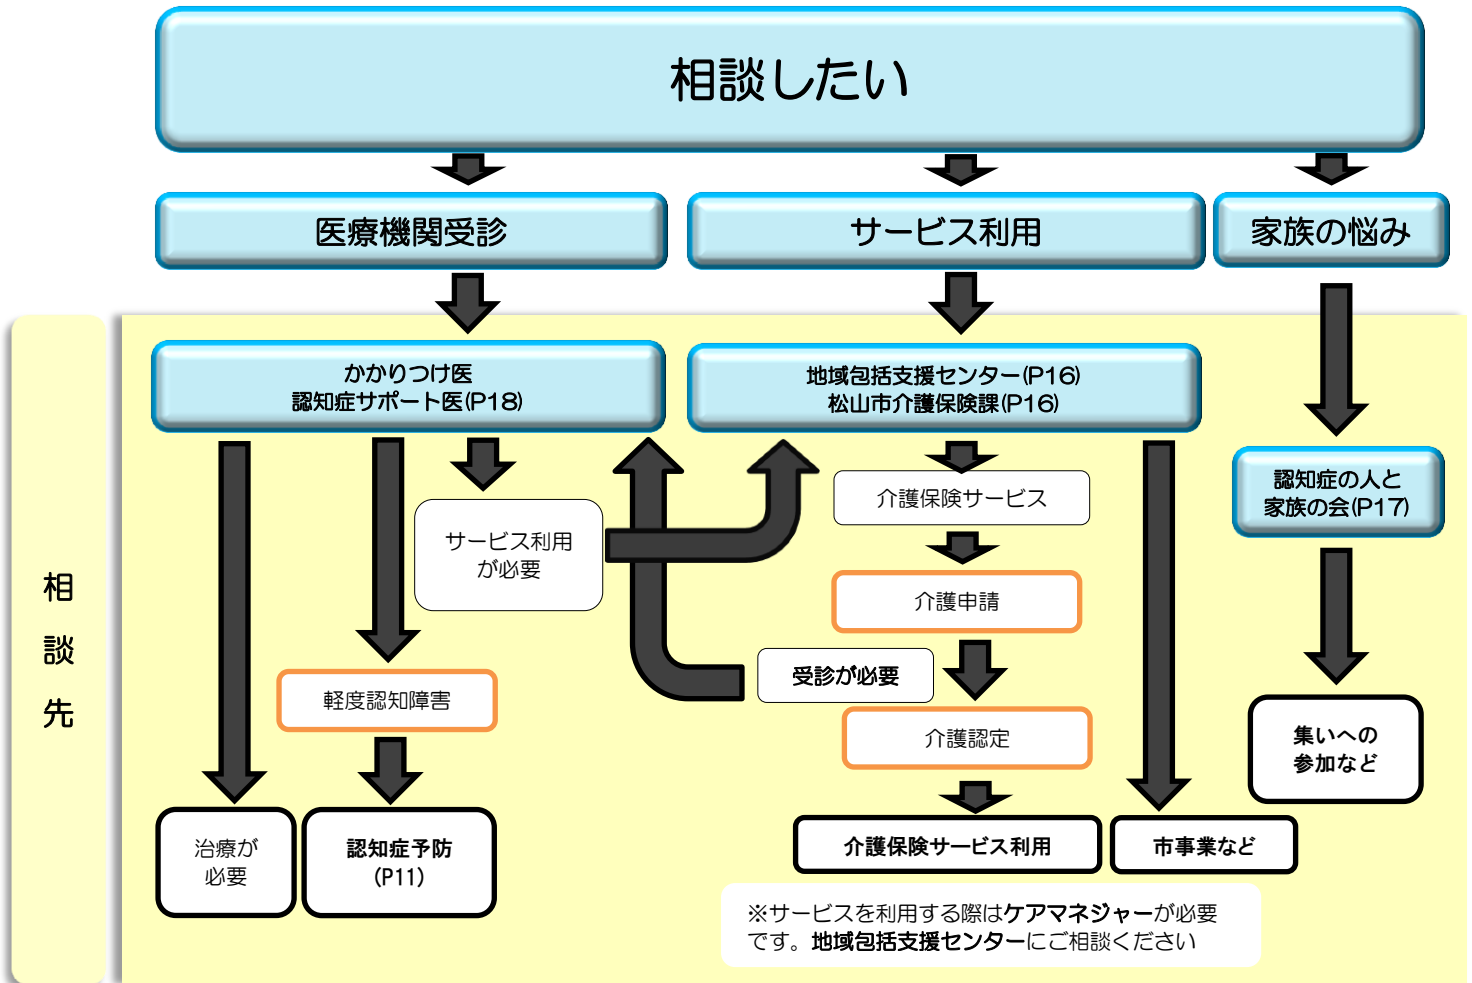 相談したい
医療機関受診
サービス利用
家族の悩み
相
談
先
かかりつけ医
認知症サポート医(P18)
地域包括支援センター(P16)
松山市介護保険課(P16)
認知症の人と
家族の会(P17)
サービス利用
が必要
介護保険サービス
介護申請
受診が必要
軽度認知障害
介護認定
集いへの
参加など
治療が
必要
認知症予防
(P11)
介護保険サービス利用
市事業など
※サービスを利用する際はケアマネジャーが必要
です。地域包括支援センターにご相談ください